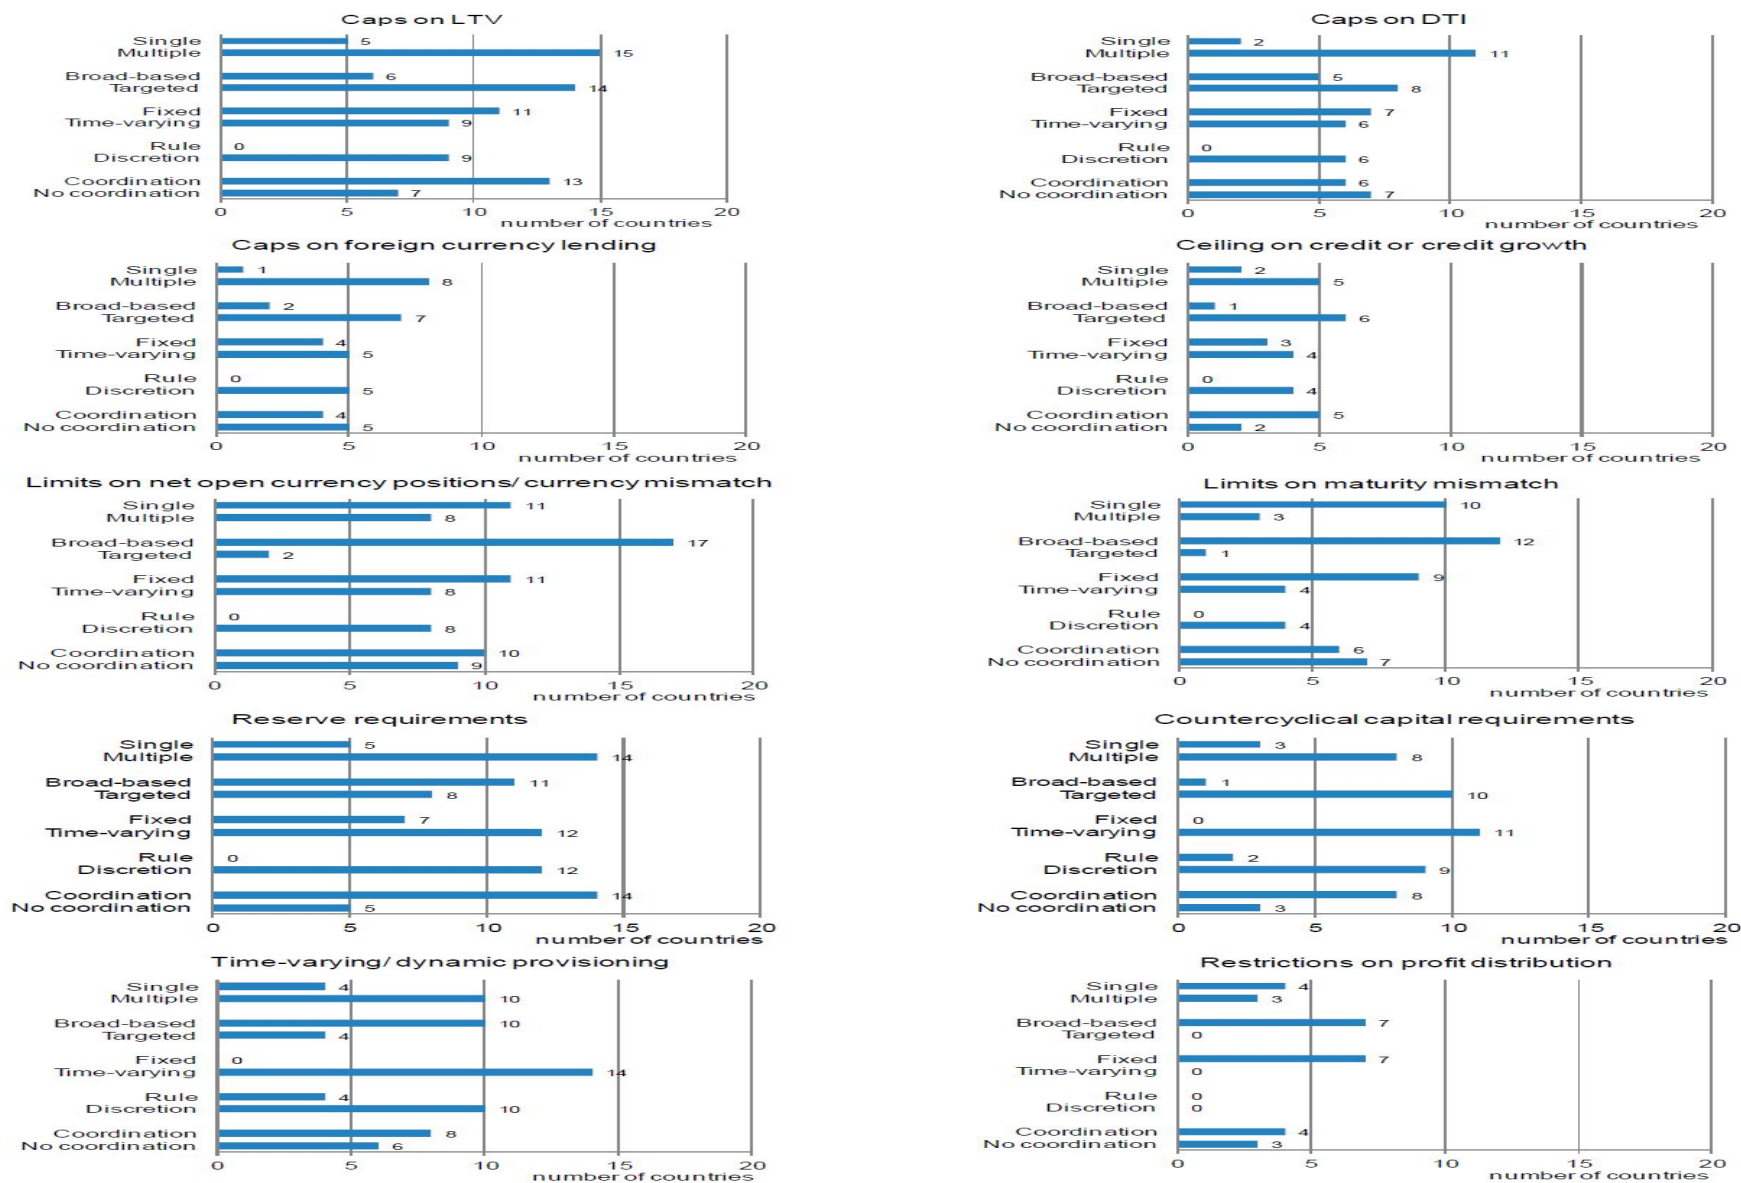 Caps on LTV
Single 5
Multiple 15
Broad-based 6
Targeted 14
Fixed 11
Time-varying 9
Rule 0
Discretion 9
Coordination 13
No coordination 7
0 5 10 15 20
number of countries
Caps on DTI
Single 2
Multiple 11
Broad-based 5
Targeted 8
Fixed 7
Time-varying 6
Rule 0
Discretion 6
Coordination 6
No coordination 7
0 5 10 15 20
number of countries
Caps on foreign currency lending
Single 1
Multiple 8
Broad-based 2
Targeted 7
Fixed 4
Time-varying 5
Rule 0
Discretion 5
Coordination 4
No coordination 5
0 5 10 15 20
number of countries
Ceiling on credit or credit growth
Single 2
Multiple 5
Broad-based 1
Targeted 6
Fixed 3
Time-varying 4
Rule 0
Discretion 4
Coordination 5
No coordination 2
0 5 10 15 20
number of countries
Limits on net open currency positions/ currency mismatch
Single 11
Multiple 8
Broad-based 17
Targeted 2
Fixed 11
Time-varying 8
Rule 0
Discretion 8
Coordination 10
No coordination 9
0 5 10 15 20
number of countries
Limits on maturity mismatch
Single 10
Multiple 3
Broad-based 12
Targeted 1
Fixed 9
Time-varying 4
Rule 0
Discretion 4
Coordination 6
No coordination 7
0 5 10 15 20
number of countries
Reserve requirements
Single 5
Multiple 14
Broad-based 11
Targeted 8
Fixed 7
Time-varying 12
Rule 0
Discretion 12
Coordination 14
No coordination 5
0 5 10 15 20
number of countries
Countercyclical capital requirements
Single 3
Multiple 8
Broad-based 1
Targeted 10
Fixed 0
Time-varying 11
Rule 2
Discretion 9
Coordination 8
No coordination 3
0 5 10 15 20
number of countries
Time-varying/ dynamic provisioning
Single 4
Multiple 10
Broad-based 10
Targeted 4
Fixed 0
Time-varying 14
Rule 4
Discretion 10
Coordination 8
No coordination 6
0 5 10 15 20
number of countries
Restrictions on profit distribution
Single 4
Multiple 3
Broad-based 7
Targeted 0
Fixed 7
Time-varying 0
Rule 0
Discretion 0
Coordination 4
No coordination 3
0 5 10 15 20
number of countries